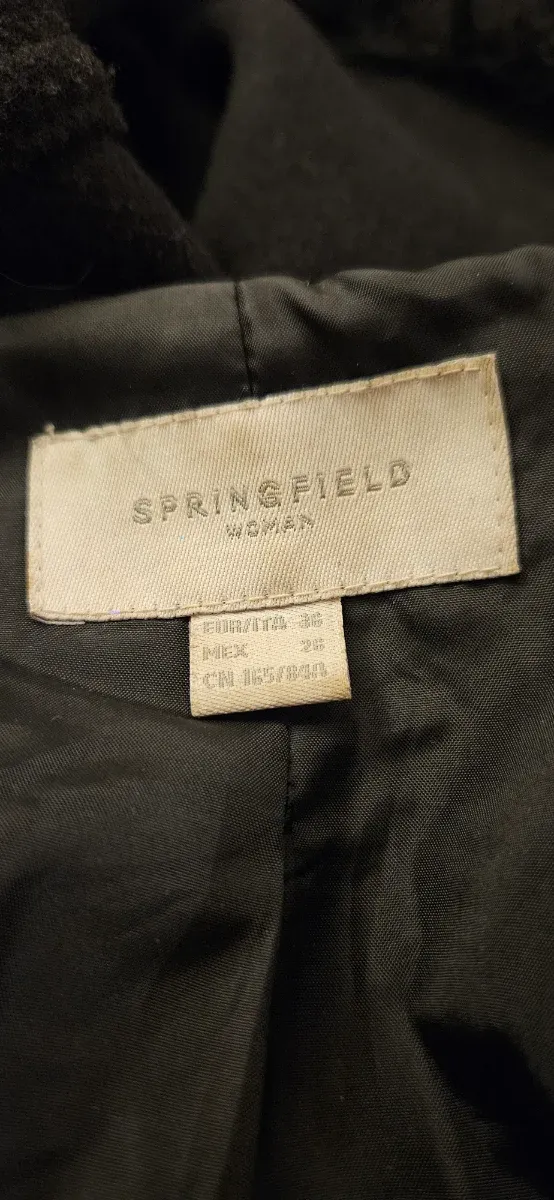 SPRINGFIELD
WOMAN
EUR/ITA 36
MEX 26
CN 165/84A